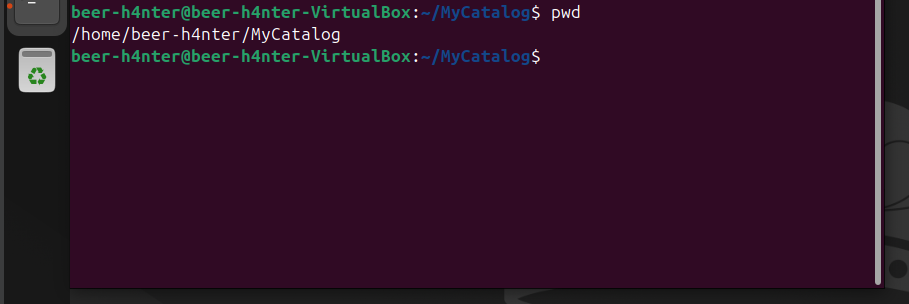 beer-h4nter@beer-h4nter-VirtualBox:~/MyCatalog$ pwd
/home/beer-h4nter/MyCatalog
beer-h4nter@beer-h4nter-VirtualBox:~/MyCatalog$